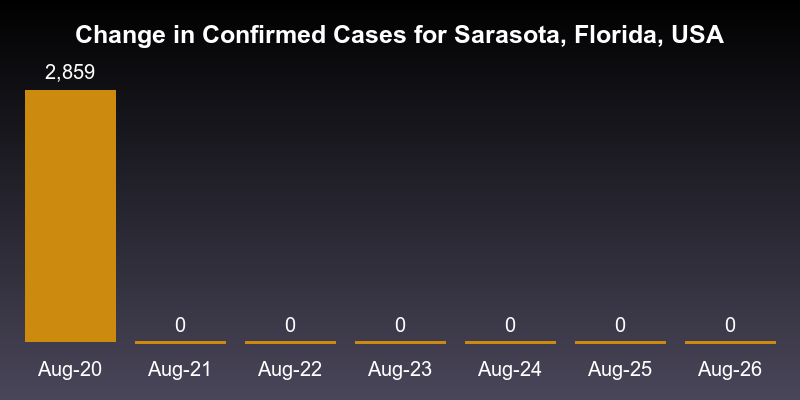 Change in Confirmed Cases for Sarasota, Florida, USA
2,859
0 0 0 0 0 0
Aug-20 Aug-21 Aug-22 Aug-23 Aug-24 Aug-25 Aug-26